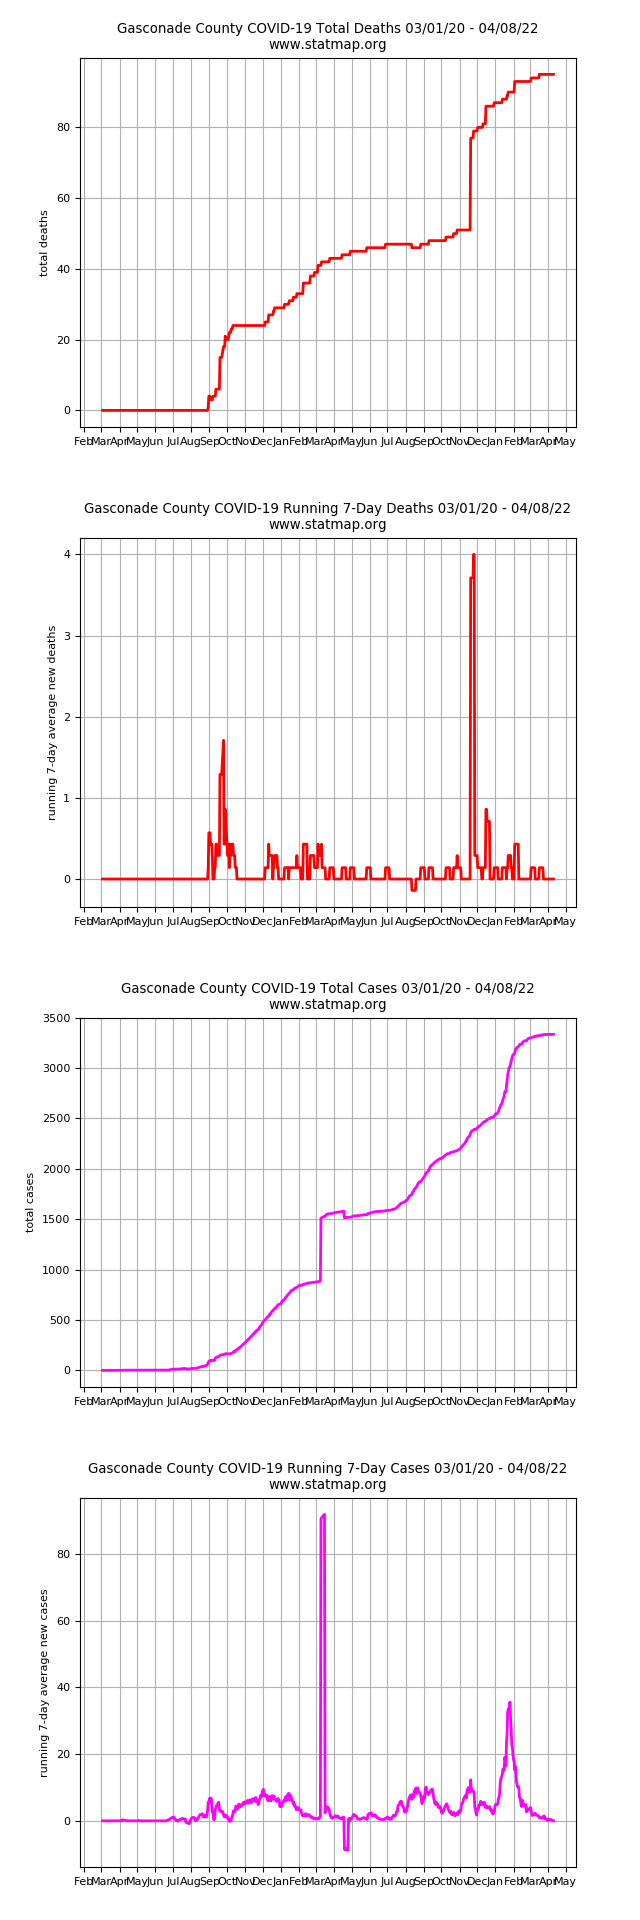 Gasconade County COVID-19 Total Deaths 03/01/20 - 04/08/22
www.statmap.org
80
60
40
20
0
total deaths
Feb Mar Apr May Jun Jul Aug Sep Oct Nov Dec Jan Feb Mar Apr May Jun Jul Aug Sep Oct Nov Dec Jan Feb Mar Apr May
Gasconade County COVID-19 Running 7-Day Deaths 03/01/20 - 04/08/22
www.statmap.org
4
3
2
1
0
running 7-day average new deaths
Feb Mar Apr May Jun Jul Aug Sep Oct Nov Dec Jan Feb Mar Apr May Jun Jul Aug Sep Oct Nov Dec Jan Feb Mar Apr May
Gasconade County COVID-19 Total Cases 03/01/20 - 04/08/22
www.statmap.org
3500
3000
2500
2000
1500
1000
500
0
total cases
Feb Mar Apr May Jun Jul Aug Sep Oct Nov Dec Jan Feb Mar Apr May Jun Jul Aug Sep Oct Nov Dec Jan Feb Mar Apr May
Gasconade County COVID-19 Running 7-Day Cases 03/01/20 - 04/08/22
www.statmap.org
80
60
40
20
0
running 7-day average new cases
Feb Mar Apr May Jun Jul Aug Sep Oct Nov Dec Jan Feb Mar Apr May Jun Jul Aug Sep Oct Nov Dec Jan Feb Mar Apr May